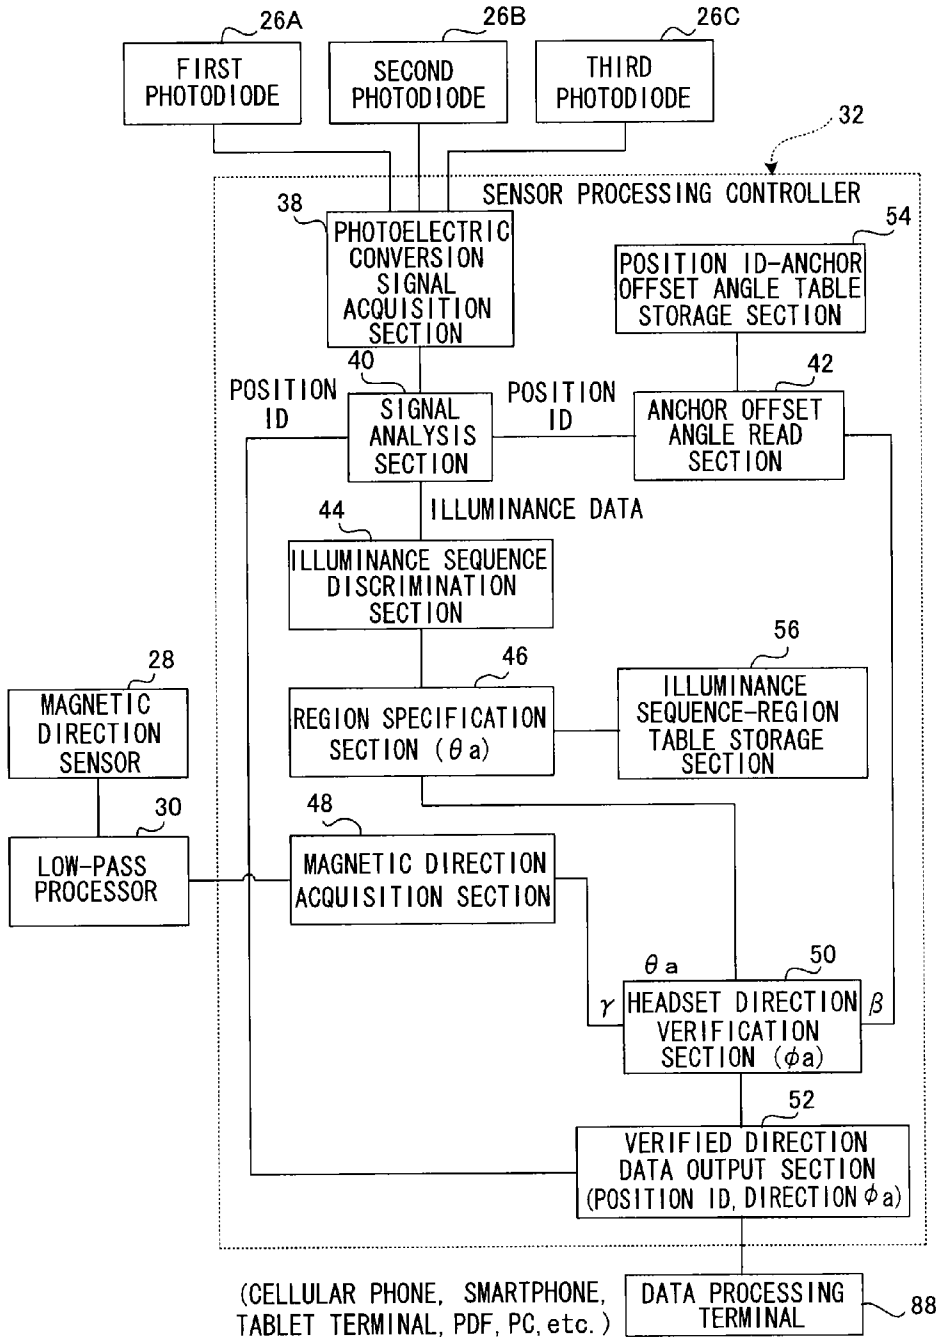 26A
26B
26C
FIRST
PHOTODIODE
SECOND
PHOTODIODE
THIRD
PHOTODIODE
32
SENSOR PROCESSING CONTROLLER
38
PHOTOELECTRIC
CONVERSION
SIGNAL
ACQUISITION
SECTION
54
POSITION ID-ANCHOR
OFFSET ANGLE TABLE
STORAGE SECTION
40
42
POSITION
ID
SIGNAL
ANALYSIS
SECTION
POSITION
ID
ANCHOR OFFSET
ANGLE READ
SECTION
ILLUMINANCE DATA
44
ILLUMINANCE SEQUENCE
DISCRIMINATION
SECTION
28
46
56
MAGNETIC
DIRECTION
SENSOR
REGION SPECIFICATION
SECTION (θa)
ILLUMINANCE
SEQUENCE-REGION
TABLE STORAGE
SECTION
30
48
LOW-PASS
PROCESSOR
MAGNETIC DIRECTION
ACQUISITION SECTION
θa
50
γ
HEADSET DIRECTION
VERIFICATION
SECTION (φa)
β
52
VERIFIED DIRECTION
DATA OUTPUT SECTION
(POSITION ID, DIRECTION φa)
(CELLULAR PHONE, SMARTPHONE,
TABLET TERMINAL, PDF, PC, etc.)
DATA PROCESSING
TERMINAL
88